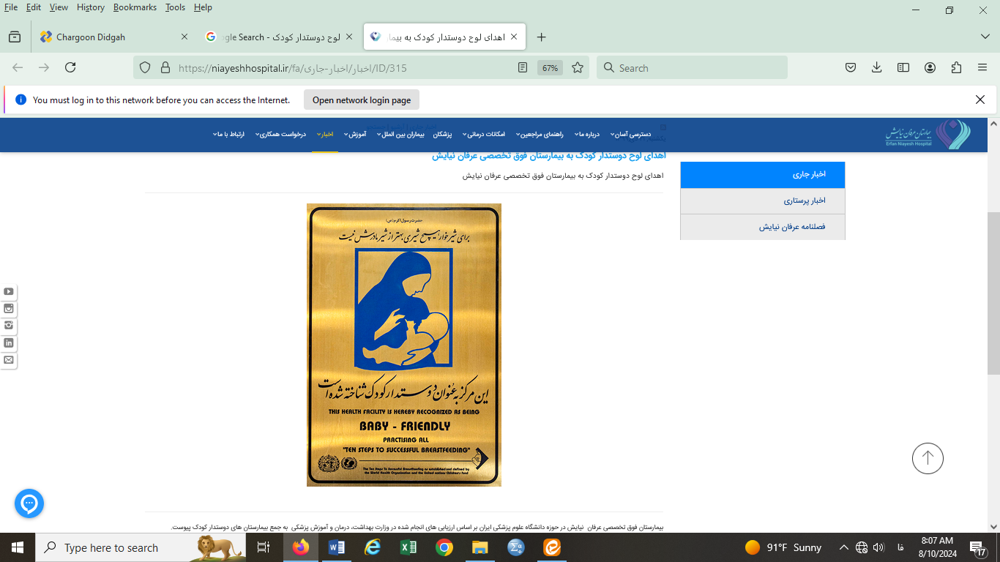 File Edit View History Bookmarks Tools Help
Chargoon Didgah
لوح دوستدار کودک - Google Search
اهدای لوح دوستدار کودک به بیمار
https://niayeshhospital.ir/fa/اخبار/اخبار-جاری/ID/315
67%
Search
You must log in to this network before you can access the Internet.
Open network login page
دسترسی آسان درباره ما راهنمای مراجعین امکانات درمانی پزشکان بیماران بین الملل آموزش اخبار درخواست همکاری ارتباط با ما
بیمارستان عرفان نیایش
Erfan Niayesh Hospital
اهدای لوح دوستدار کودک به بیمارستان فوق تخصصی عرفان نیایش
اهدای لوح دوستدار کودک به بیمارستان فوق تخصصی عرفان نیایش
اخبار جاری
اخبار پرستاری
فصلنامه عرفان نیایش
حضرت رسول اکرم (ص)
برای شیرخوار هیچ شیری بهتر از شیر مادرش نیست
این مرکز به عنوان دوستدار کودک شناخته شده است
THIS HEALTH FACILITY IS HEREBY RECOGNIZED AS BEING
BABY - FRIENDLY
PRACTISING ALL
"TEN STEPS TO SUCCESSFUL BREASTFEEDING"
The Ten Steps To Successful Breastfeeding as established and defined by
the World Health Organisation and the United nations Children's fund
بیمارستان فوق تخصصی عرفان نیایش در حوزه دانشگاه علوم پزشکی ایران بر اساس ارزیابی های انجام شده در وزارت بهداشت، درمان و آموزش پزشکی به جمع بیمارستان های دوستدار کودک پیوست.
Type here to search
91°F Sunny
فا
8:07 AM
8/10/2024
17